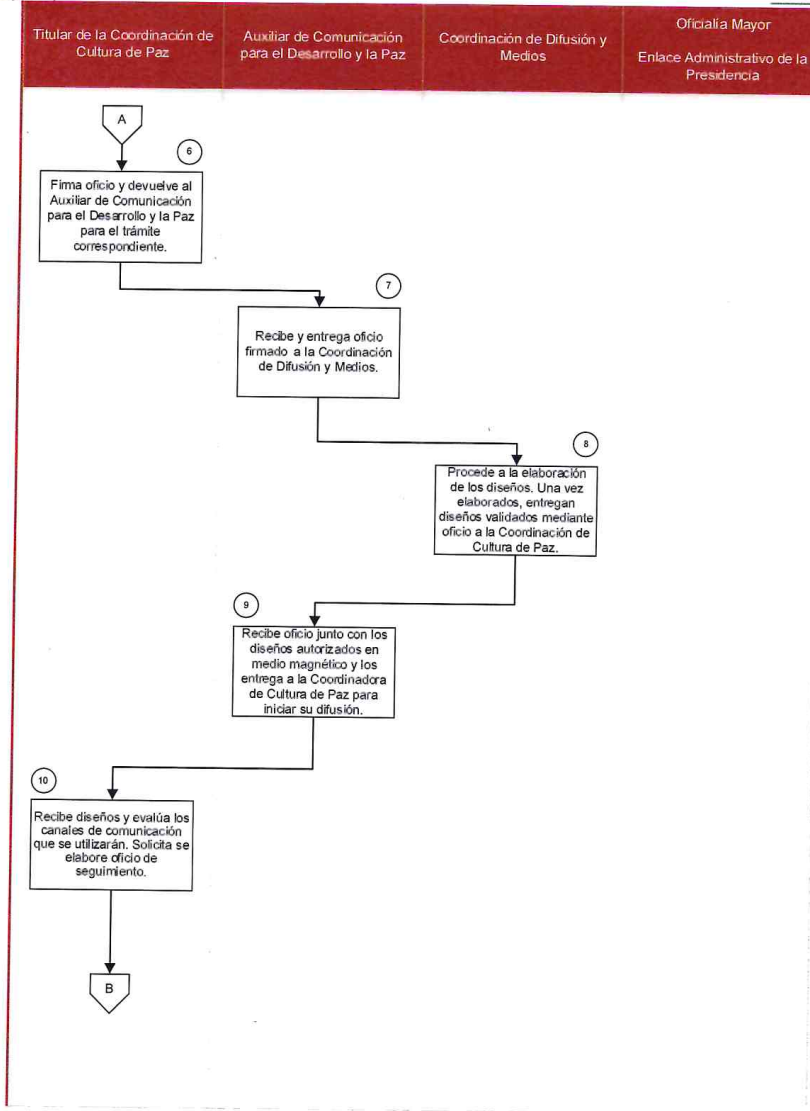 Titular de la Coordinación de
Cultura de Paz
Auxiliar de Comunicación
para el Desarrollo y la Paz
Coordinación de Difusión y
Medios
Oficialía Mayor
Enlace Administrativo de la
Presidencia
A
6
Firma oficio y devuelve al
Auxiliar de Comunicación
para el Desarrollo y la Paz
para el trámite
correspondiente.
7
Recibe y entrega oficio
firmado a la Coordinación
de Difusión y Medios.
8
Procede a la elaboración
de los diseños. Una vez
elaborados, entregan
diseños validados mediante
oficio a la Coordinación de
Cultura de Paz.
9
Recibe oficio junto con los
diseños autorizados en
medio magnético y los
entrega a la Coordinadora
de Cultura de Paz para
iniciar su difusión.
10
Recibe diseños y evalúa los
canales de comunicación
que se utilizarán. Solicita se
elabore oficio de
seguimiento.
B